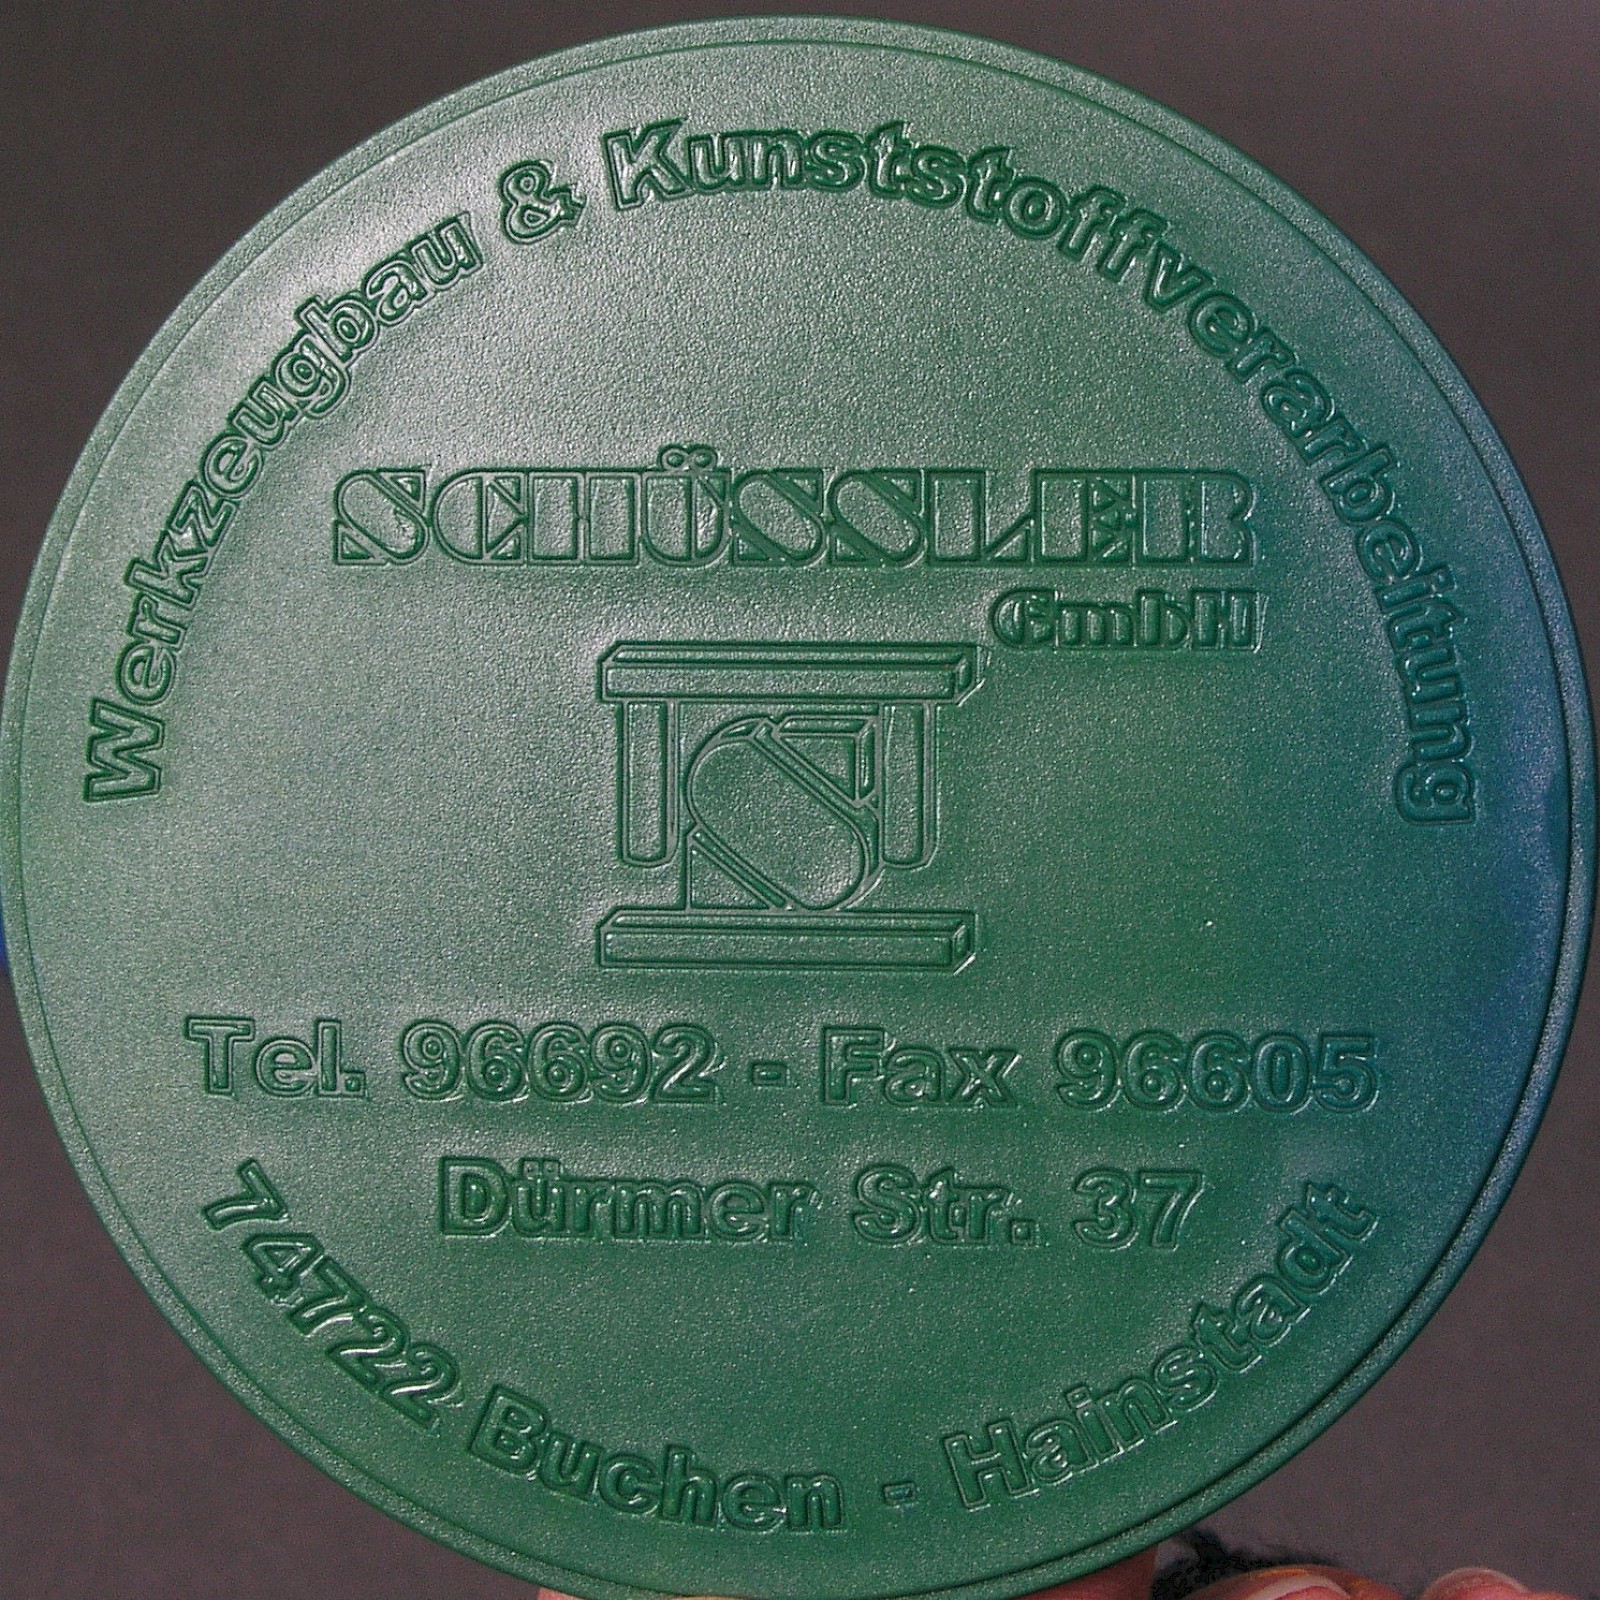 Werkzeugbau & Kunststoffverarbeitung
SCHÜSSLER
GmbH
S
Tel. 96692 - Fax 96605
Dürmer Str. 37
74722 Buchen - Hainstadt